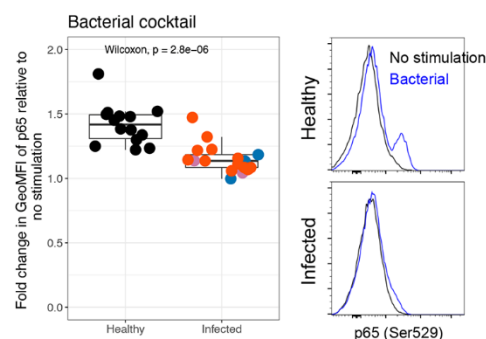 Bacterial cocktail
Fold change in GeoMFI of p65 relative to
no stimulation
2.0
1.5
1.0
0.5
0.0
Wilcoxon, p = 2.8e-06
Healthy
Infected
Healthy
No stimulation
Bacterial
Infected
p65 (Ser529)